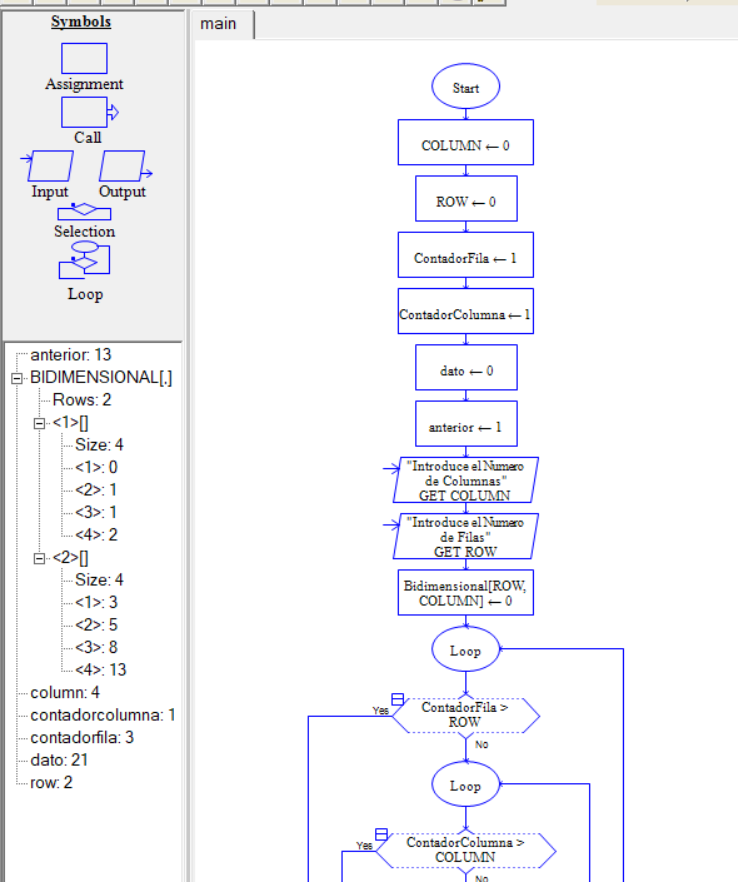 Symbols
Assignment
Call
Input
Output
Selection
Loop
anterior: 13
BIDIMENSIONAL[,]
Rows: 2
<1>[]
Size: 4
<1>: 0
<2>: 1
<3>: 1
<4>: 2
<2>[]
Size: 4
<1>: 3
<2>: 5
<3>: 8
<4>: 13
column: 4
contadorcolumna: 1
contadorfila: 3
dato: 21
row: 2
main
Start
COLUMN ← 0
ROW ← 0
ContadorFila ← 1
ContadorColumna ← 1
dato ← 0
anterior ← 1
"Introduce el Numero
de Columnas"
GET COLUMN
"Introduce el Numero
de Filas"
GET ROW
Bidimensional[ROW,
COLUMN] ← 0
Loop
ContadorFila >
ROW
Yes
No
Loop
ContadorColumna >
COLUMN
Yes
No